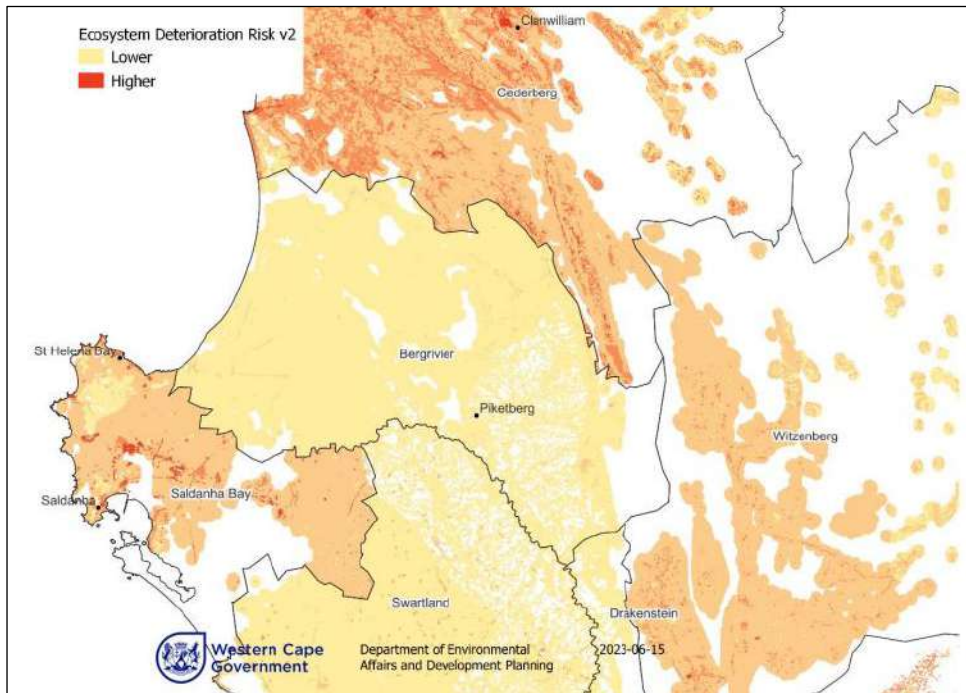 Ecosystem Deterioration Risk v2
Lower
Higher
Clanwilliam
Cederberg
St Helena Bay
Bergrivier
Piketberg
Witzenberg
Saldanha
Saldanha Bay
Swartland
Drakenstein
Western Cape
Government
Department of Environmental
Affairs and Development Planning
2023-06-15